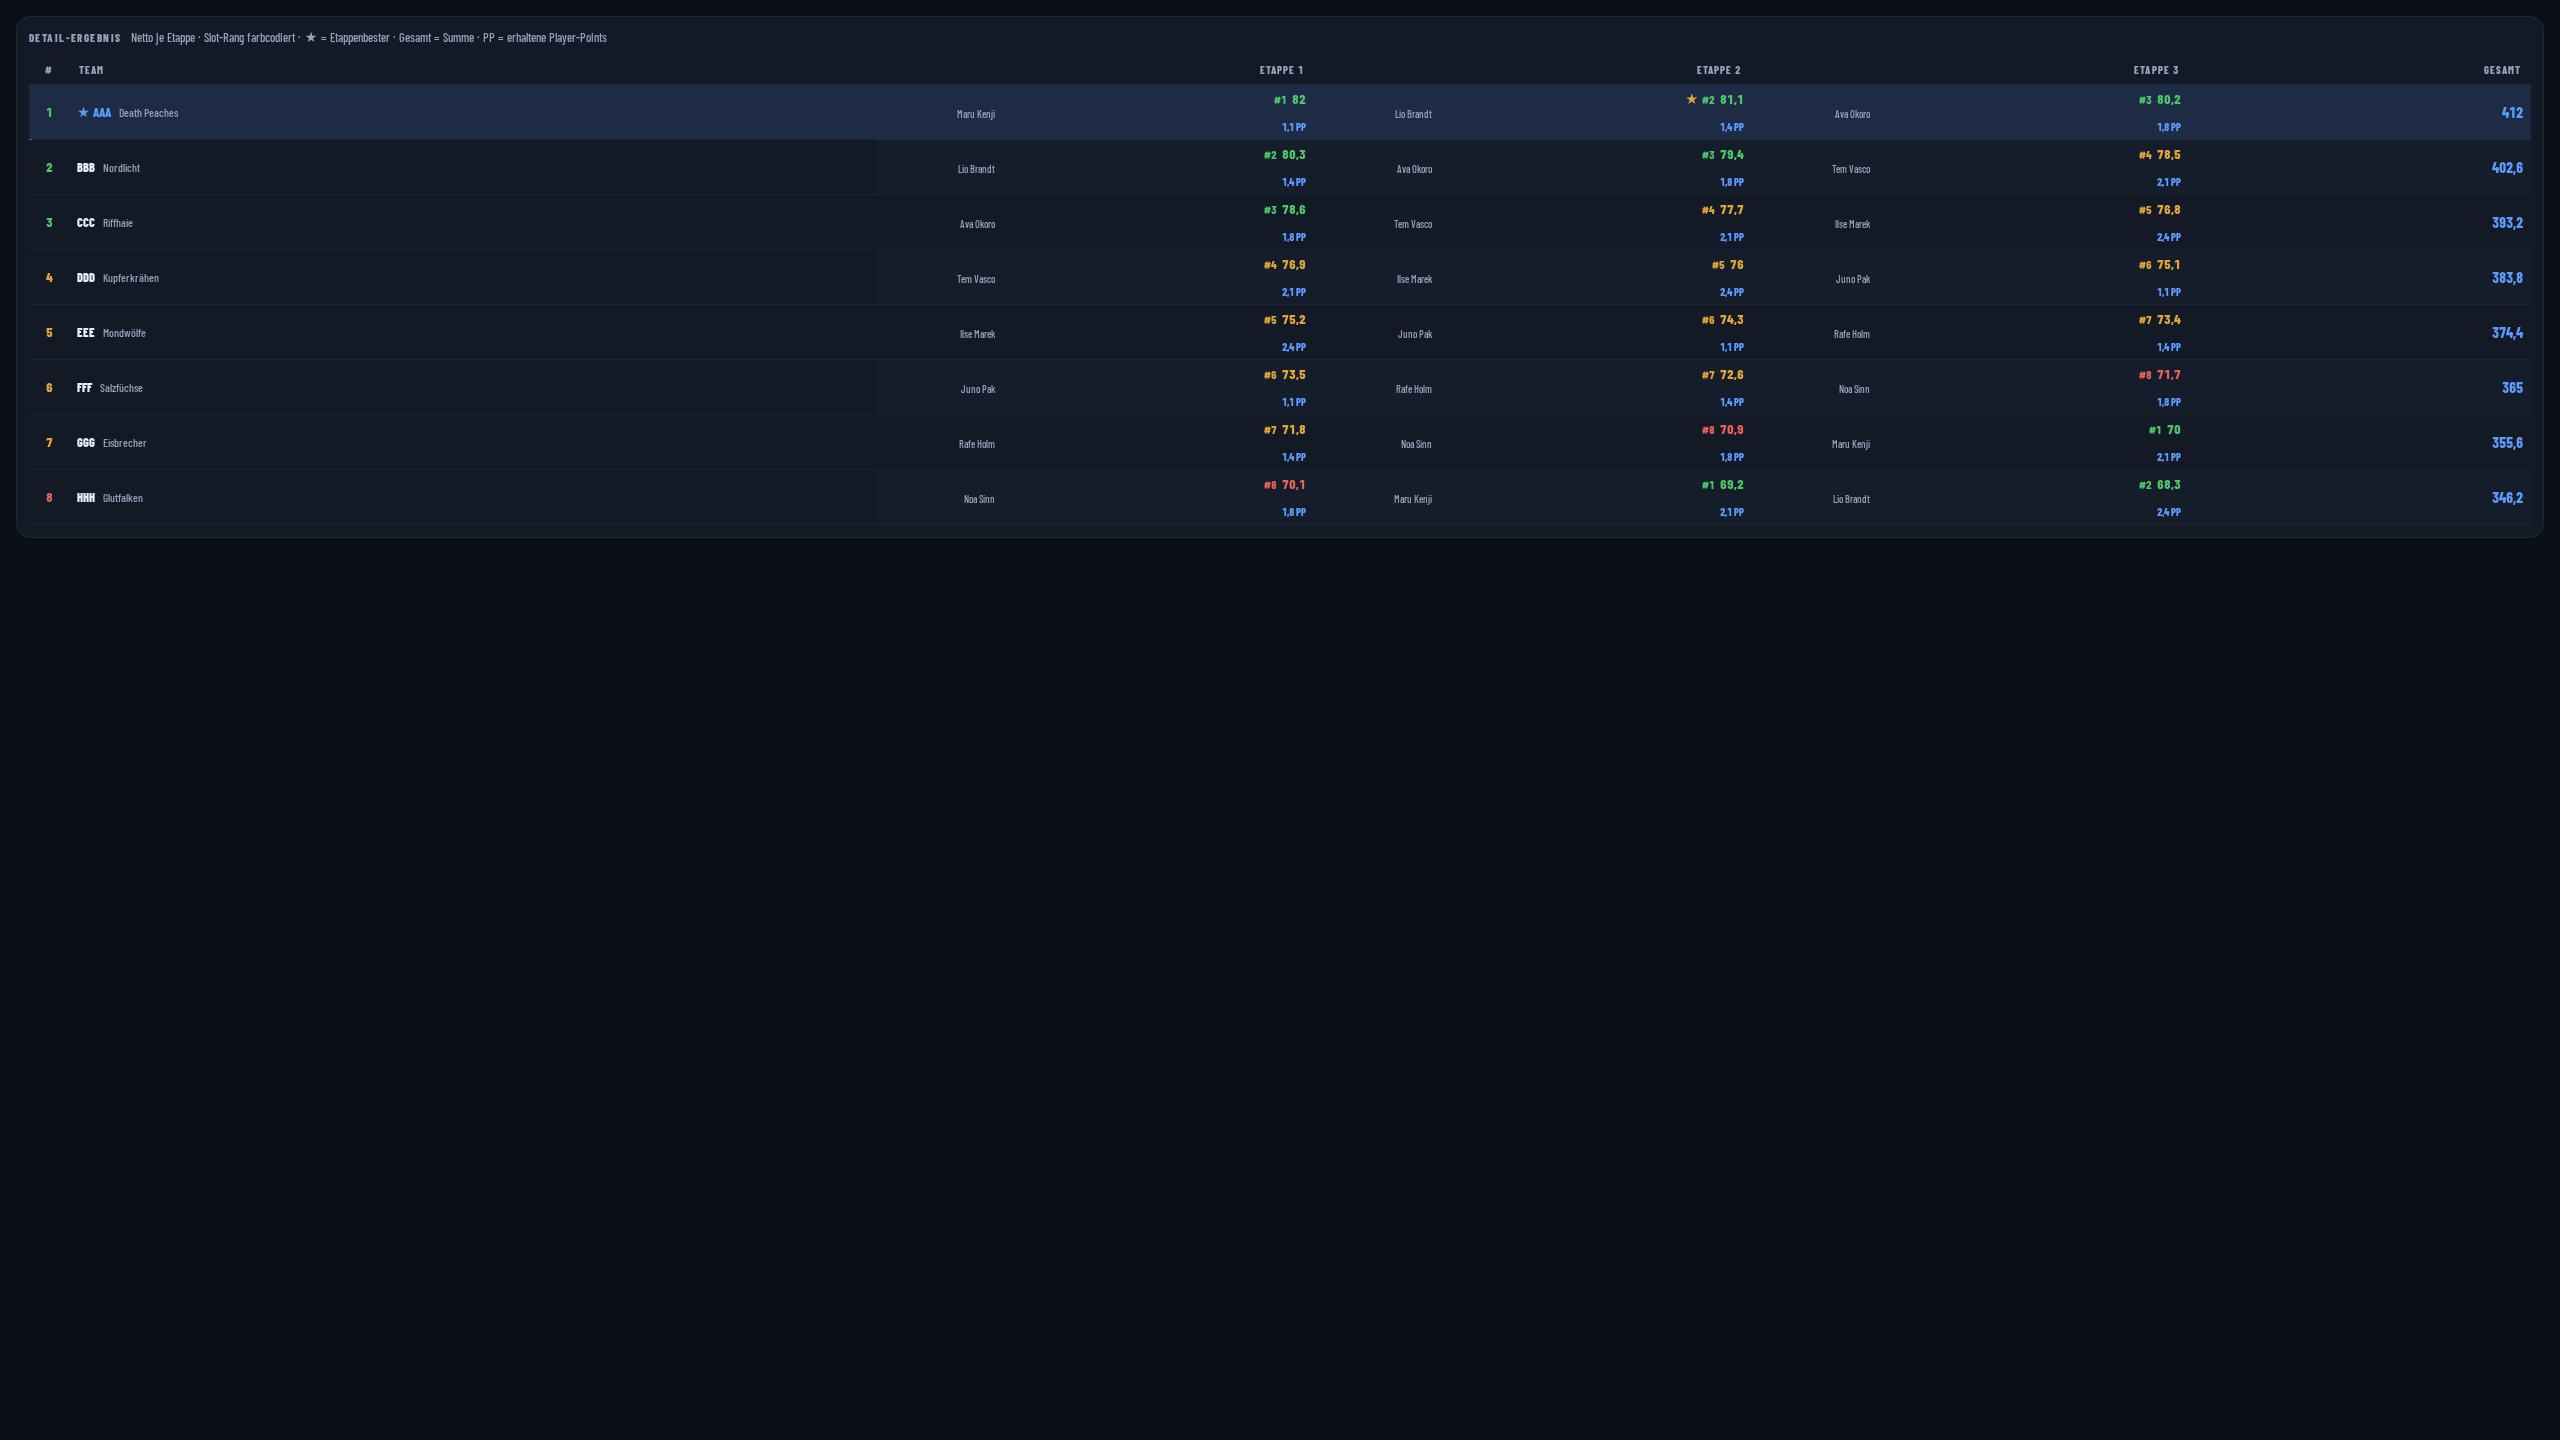 DETAIL-ERGEBNIS Netto je Etappe · Slot-Rang farbcodiert · ★ = Etappenbester · Gesamt = Summe · PP = erhaltene Player-Points
# TEAM ETAPPE 1 ETAPPE 2 ETAPPE 3 GESAMT
1 ★ AAA Death Peaches Maru Kenji #1 82 1,1 PP Lio Brandt ★ #2 81,1 1,4 PP Ava Okoro #3 80,2 1,8 PP 412
2 BBB Nordlicht Lio Brandt #2 80,3 1,4 PP Ava Okoro #3 79,4 1,8 PP Tem Vasco #4 78,5 2,1 PP 402,6
3 CCC Riffhaie Ava Okoro #3 78,6 1,8 PP Tem Vasco #4 77,7 2,1 PP Ilse Marek #5 76,8 2,4 PP 393,2
4 DDD Kupferkrähen Tem Vasco #4 76,9 2,1 PP Ilse Marek #5 76 2,4 PP Juno Pak #6 75,1 1,1 PP 383,8
5 EEE Mondwölfe Ilse Marek #5 75,2 2,4 PP Juno Pak #6 74,3 1,1 PP Rafe Holm #7 73,4 1,4 PP 374,4
6 FFF Salzfüchse Juno Pak #6 73,5 1,1 PP Rafe Holm #7 72,6 1,4 PP Noa Sinn #8 71,7 1,8 PP 365
7 GGG Eisbrecher Rafe Holm #7 71,8 1,4 PP Noa Sinn #8 70,9 1,8 PP Maru Kenji #1 70 2,1 PP 355,6
8 HHH Glutfalken Noa Sinn #8 70,1 1,8 PP Maru Kenji #1 69,2 2,1 PP Lio Brandt #2 68,3 2,4 PP 346,2